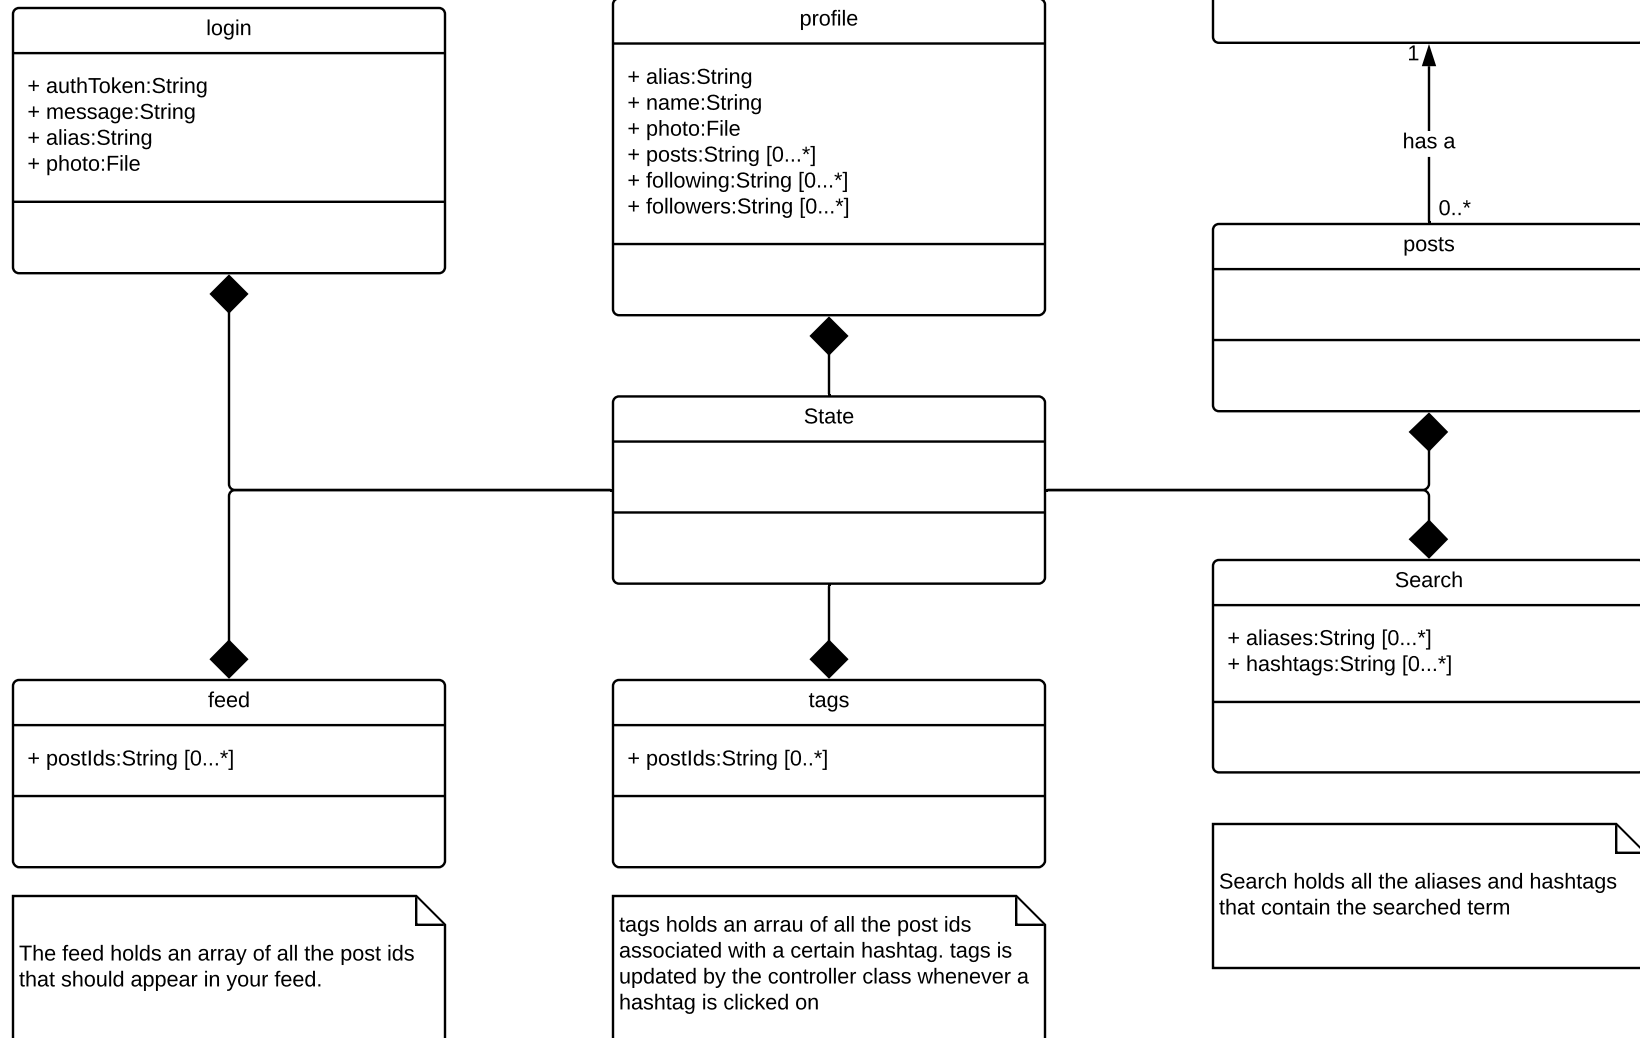 login
+ authToken:String
+ message:String
+ alias:String
+ photo:File
profile
+ alias:String
+ name:String
+ photo:File
+ posts:String [0...*]
+ following:String [0...*]
+ followers:String [0...*]
1
has a
0..*
posts
State
Search
+ aliases:String [0...*]
+ hashtags:String [0...*]
feed
+ postIds:String [0...*]
tags
+ postIds:String [0..*]
Search holds all the aliases and hashtags
that contain the searched term
The feed holds an array of all the post ids
that should appear in your feed.
tags holds an arrau of all the post ids
associated with a certain hashtag. tags is
updated by the controller class whenever a
hashtag is clicked on